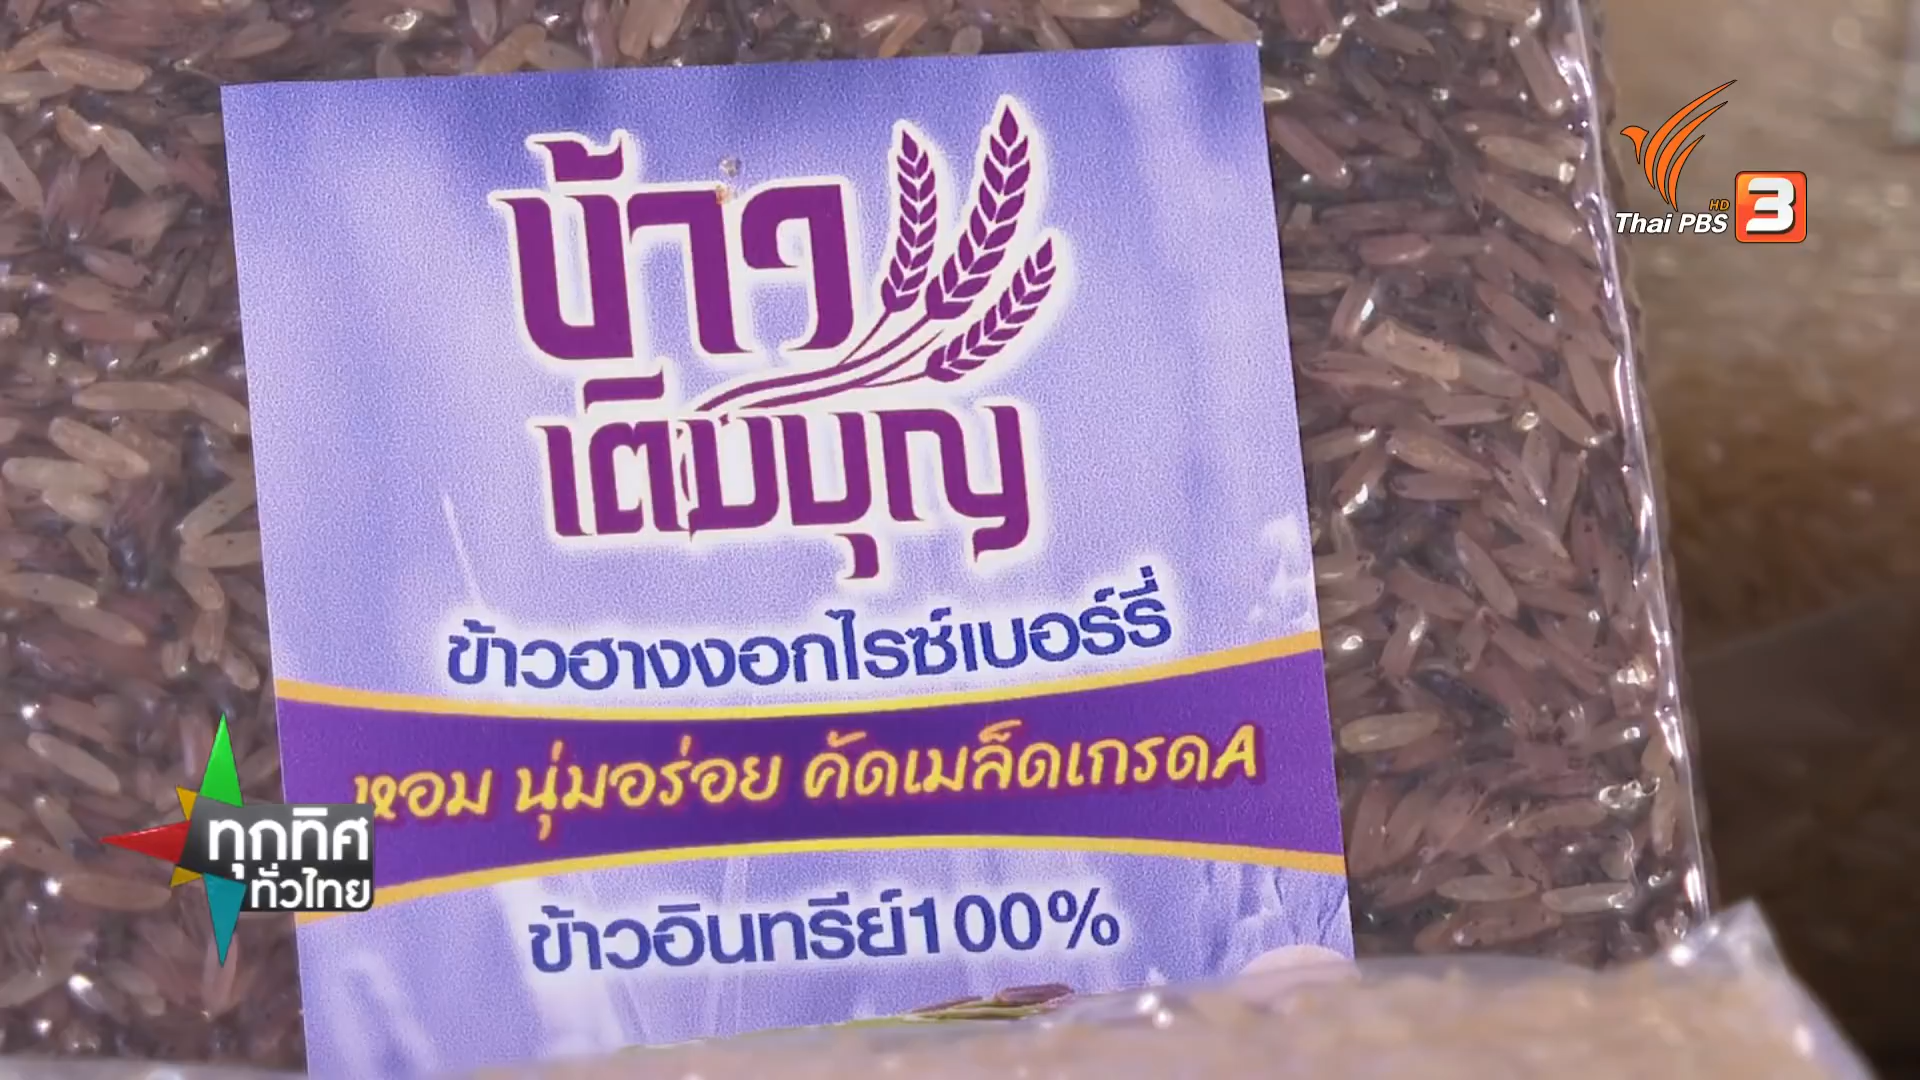 ข้าว
เติมบุญ
ข้าวฮางงอกไรซ์เบอร์รี่
หอม นุ่มอร่อย คัดเมล็ดเกรดA
ข้าวอินทรีย์100%
Thai PBS HD 3
ทุกทิศ
ทั่วไทย